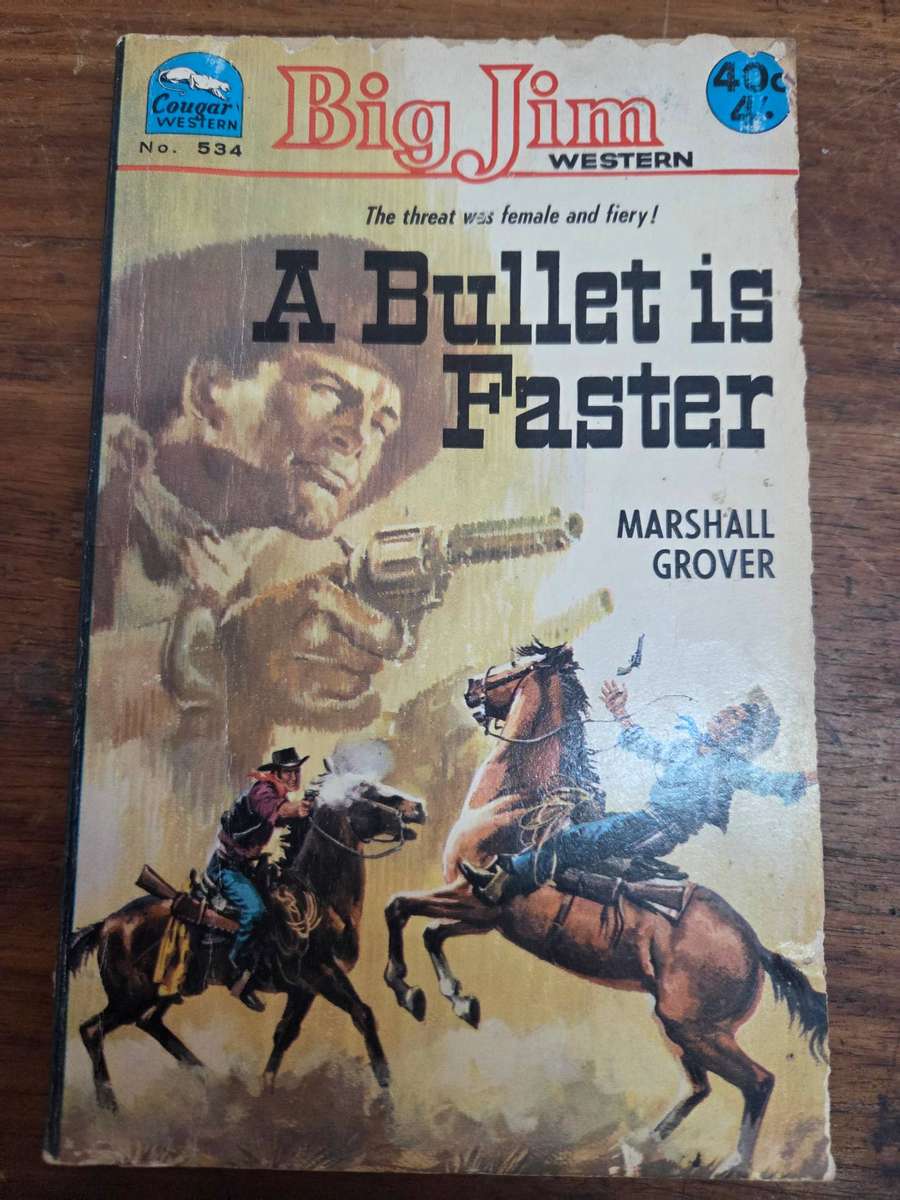 Cougar
WESTERN
No. 534
Big Jim
WESTERN
40c
4/-
The threat was female and fiery!
A Bullet is
Faster
MARSHALL
GROVER